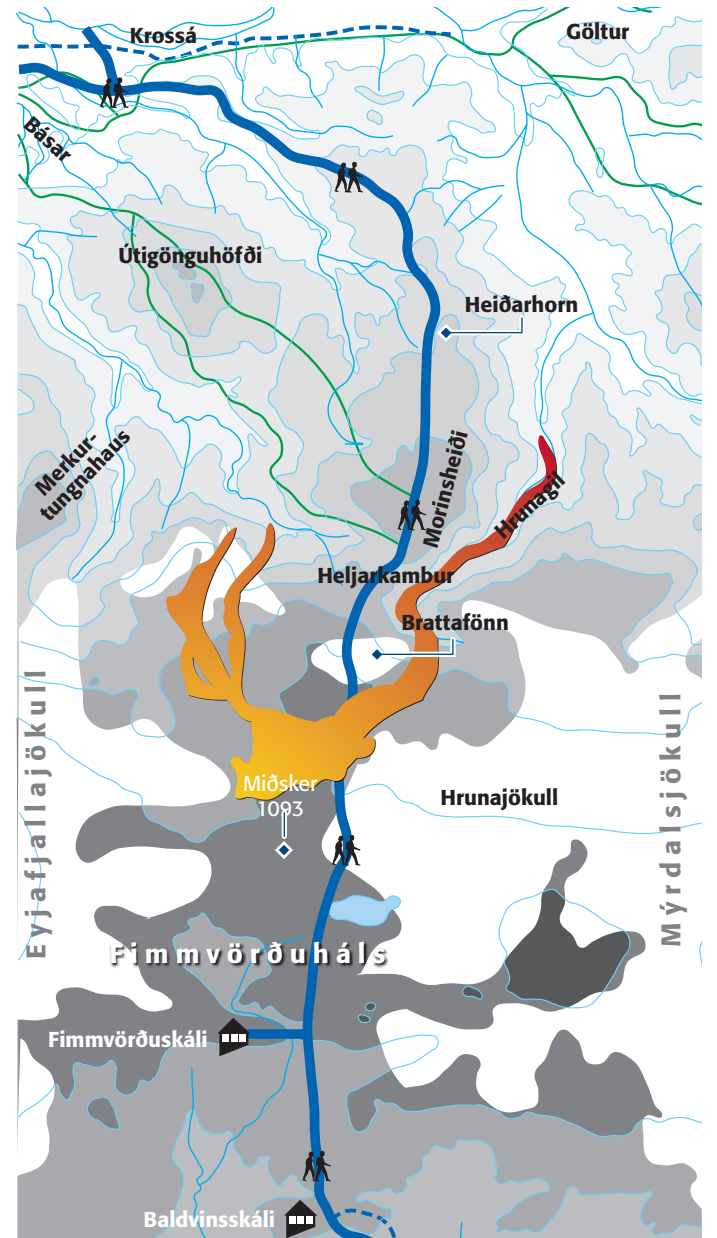 Krossá
Göltur
Básar
Útigönguhöfði
Heiðarhorn
Merkur-
tungnahaus
Morinsheiði
Hrunagil
Heljarkambur
Brattafönn
Eyjafjallajökull
Mýrdalsjökull
Miðsker
1093
Hrunajökull
Fimmvörðuháls
Fimmvörðuskáli
Baldvinsskáli